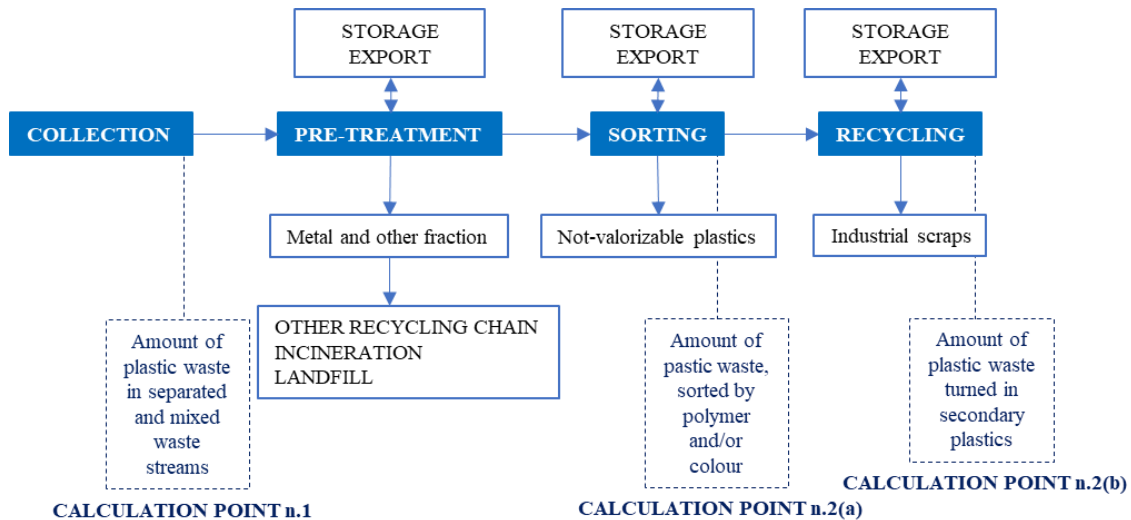 STORAGE
EXPORT
STORAGE
EXPORT
STORAGE
EXPORT
COLLECTION
PRE-TREATMENT
SORTING
RECYCLING
Metal and other fraction
Not-valorizable plastics
Industrial scraps
OTHER RECYCLING CHAIN
INCINERATION
LANDFILL
Amount of
plastic waste
in separated
and mixed
waste
streams
Amount of
pastic waste,
sorted by
polymer
and/or
colour
Amount of
plastic waste
turned in
secondary
plastics
CALCULATION POINT n.1
CALCULATION POINT n.2(a)
CALCULATION POINT n.2(b)